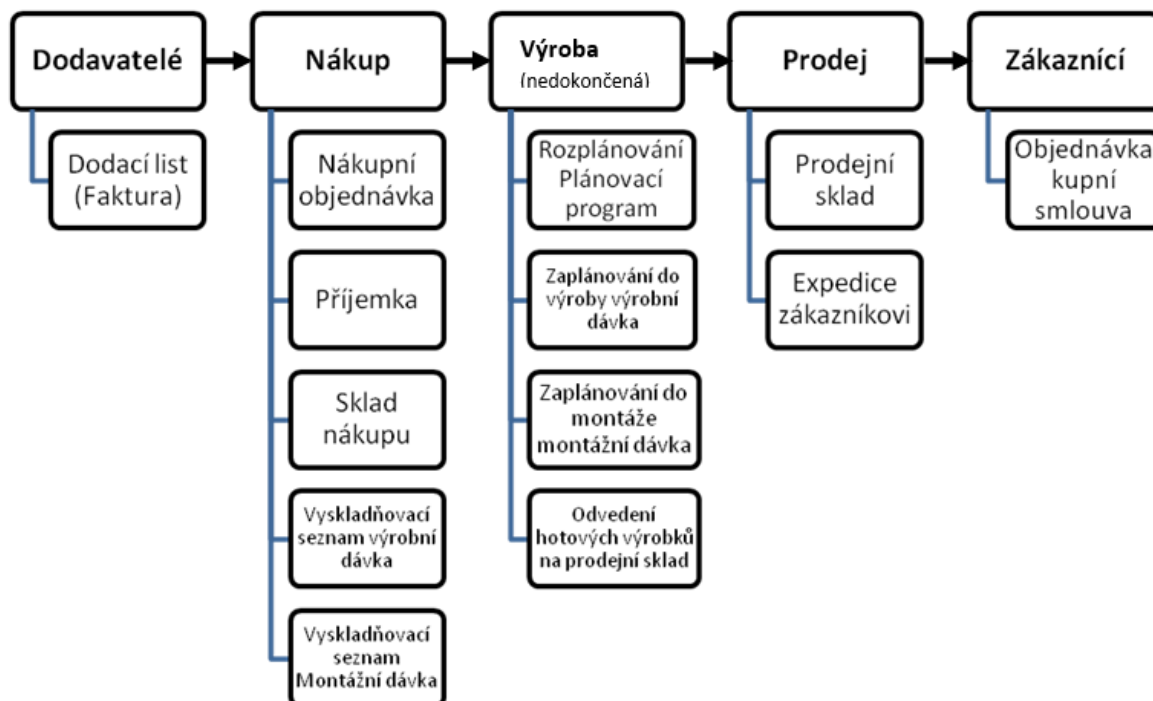 Dodavatelé
Dodací list
(Faktura)
Nákup
Nákupní
objednávka
Příjemka
Sklad
nákupu
Vyskladňovací
seznam výrobní
dávka
Vyskladňovací
seznam
Montážní dávka
Výroba
(nedokončená)
Rozplánování
Plánovací
program
Zaplánování do
výroby výrobní
dávka
Zaplánování do
montáže
montážní dávka
Odvedení
hotových výrobků
na prodejní sklad
Prodej
Prodejní
sklad
Expedice
zákazníkovi
Zákazníci
Objednávka
kupní
smlouva